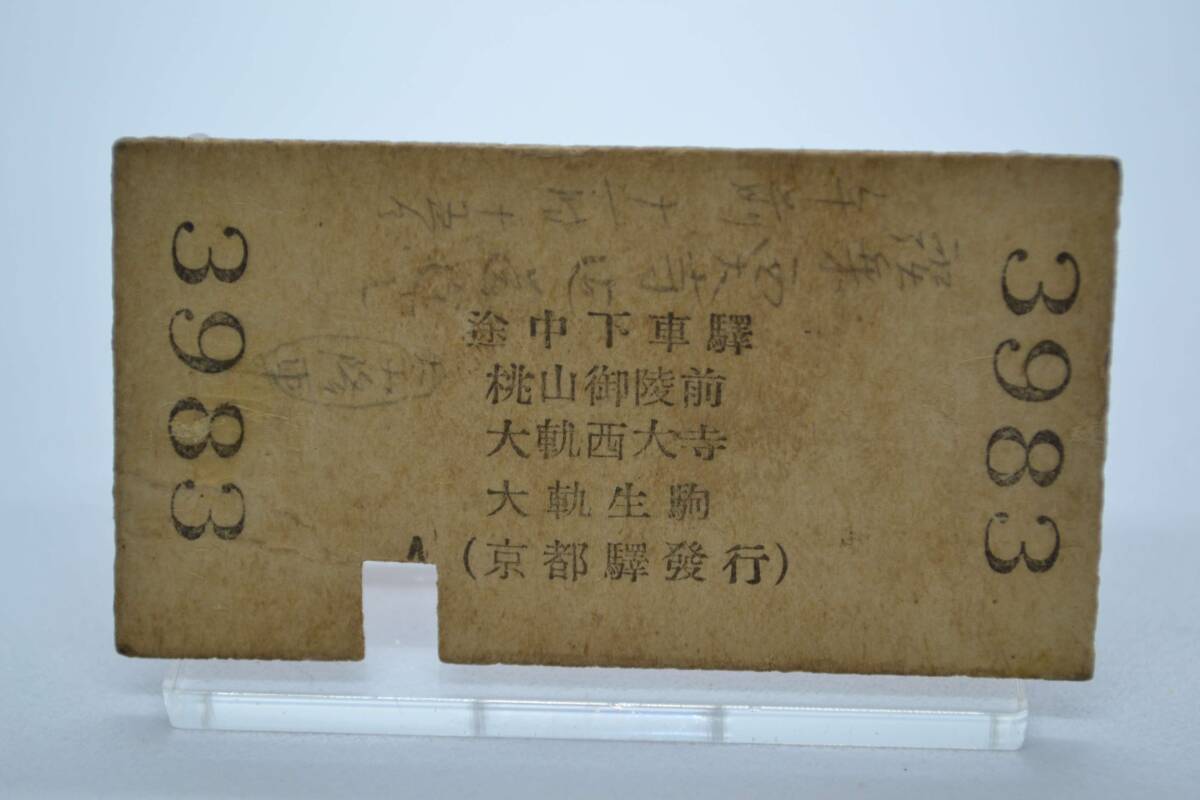 3983
途中下車驛
桃山御陵前
大軌西大寺
大軌生駒
(京都驛發行)
3983